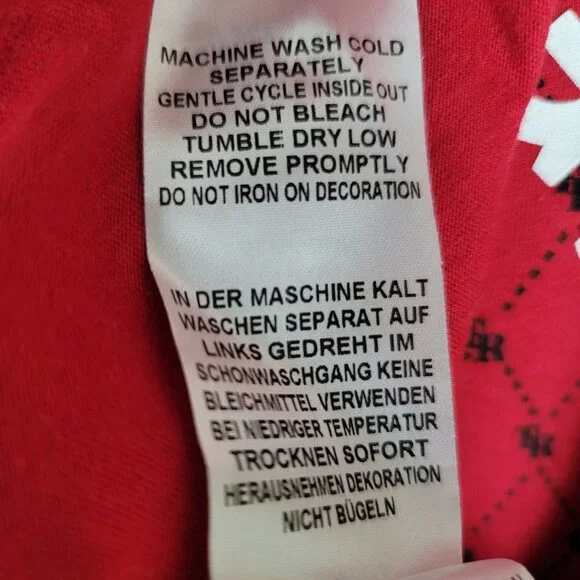 MACHINE WASH COLD
SEPARATELY
GENTLE CYCLE INSIDE OUT
DO NOT BLEACH
TUMBLE DRY LOW
REMOVE PROMPTLY
DO NOT IRON ON DECORATION
IN DER MASCHINE KALT
WASCHEN SEPARAT AUF
LINKS GEDREHT IM
SCHONWASCHGANG KEINE
BLEICHMITTEL VERWENDEN
BEI NIEDRIGER TEMPERATUR
TROCKNEN SOFORT
HERAUSNEHMEN DEKORATION
NICHT BÜGELN